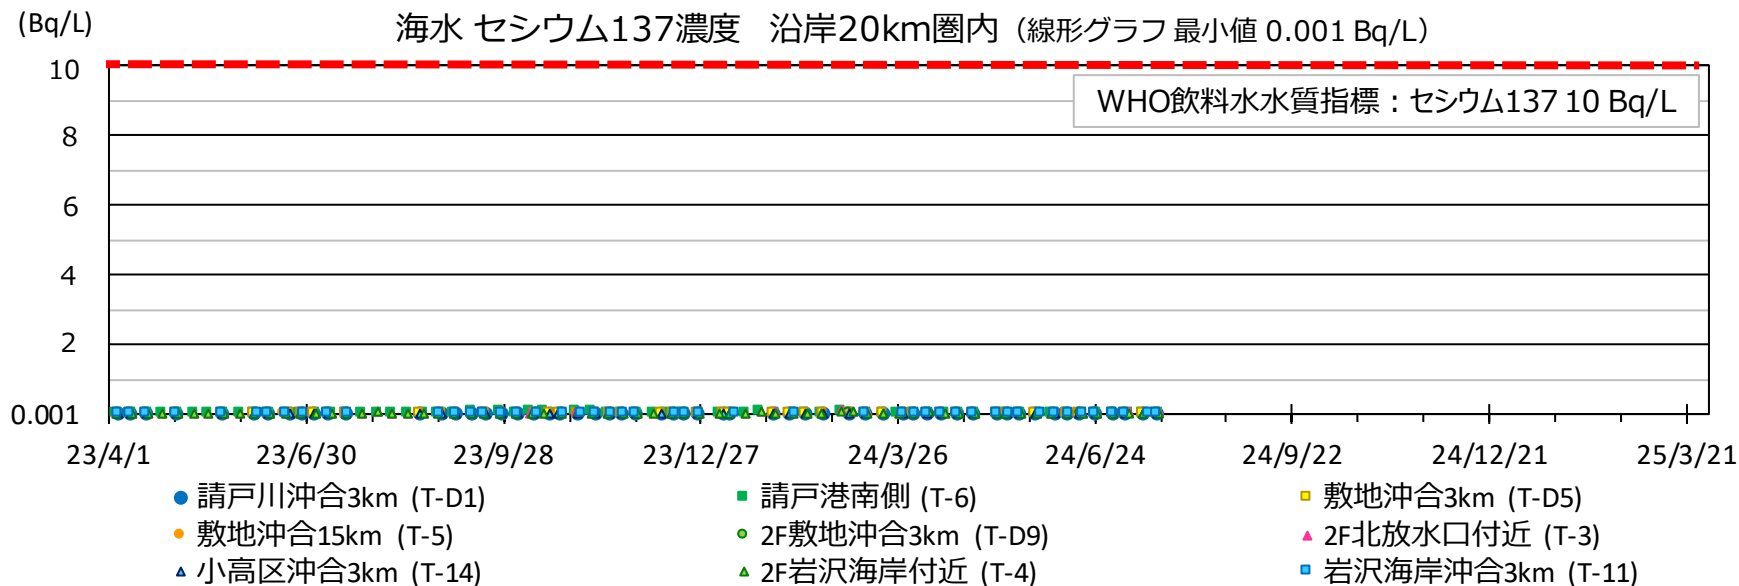 (Bq/L)
海水 セシウム137濃度 沿岸20km圏内（線形グラフ 最小値 0.001 Bq/L）
10
WHO飲料水水質指標：セシウム137 10 Bq/L
8
6
4
2
0.001
23/4/1 23/6/30 23/9/28 23/12/27 24/3/26 24/6/24 24/9/22 24/12/21 25/3/21
請戸川沖合3km (T-D1) 請戸港南側 (T-6) 敷地沖合3km (T-D5)
敷地沖合15km (T-5) 2F敷地沖合3km (T-D9) 2F北放水口付近 (T-3)
小高区沖合3km (T-14) 2F岩沢海岸付近 (T-4) 岩沢海岸沖合3km (T-11)